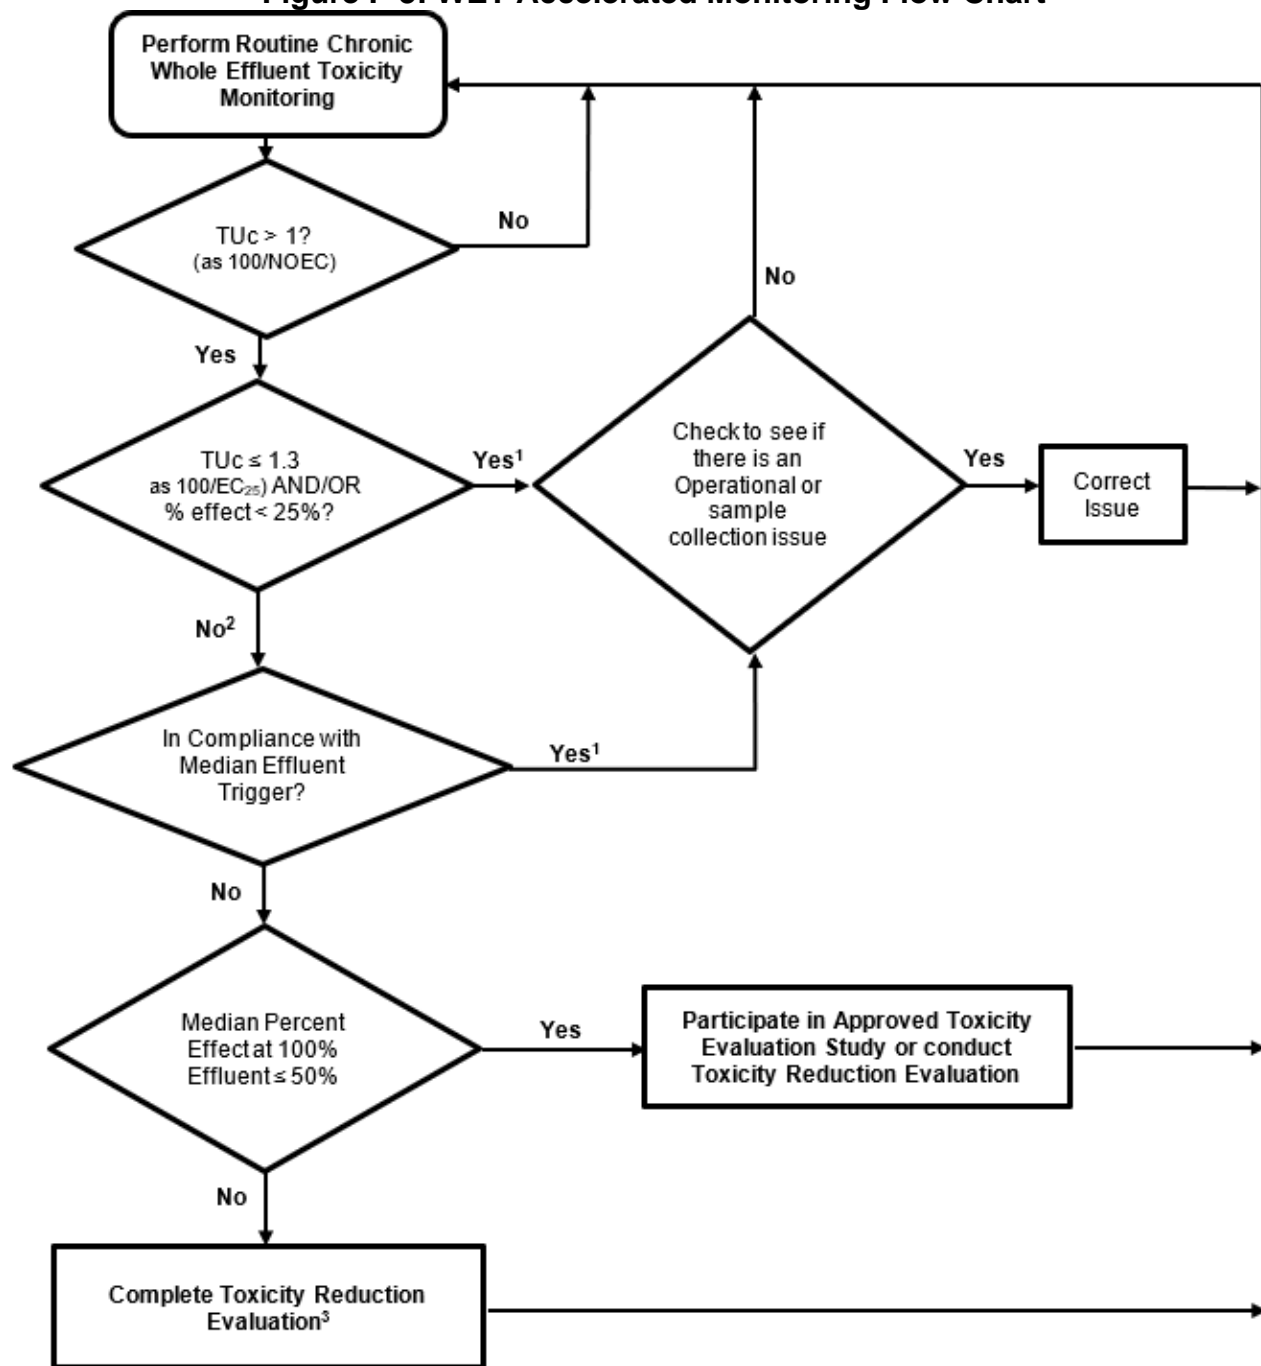 Perform Routine Chronic
Whole Effluent Toxicity
Monitoring
TUc > 1?
(as 100/NOEC)
No
Yes
TUc ≤ 1.3
as 100/EC₂₅) AND/OR
% effect < 25%?
Yes¹
Check to see if
there is an
Operational or
sample
collection issue
No
Yes
Correct
Issue
No²
In Compliance with
Median Effluent
Trigger?
Yes¹
No
Median Percent
Effect at 100%
Effluent ≤ 50%
Yes
Participate in Approved Toxicity
Evaluation Study or conduct
Toxicity Reduction Evaluation
No
Complete Toxicity Reduction
Evaluation³